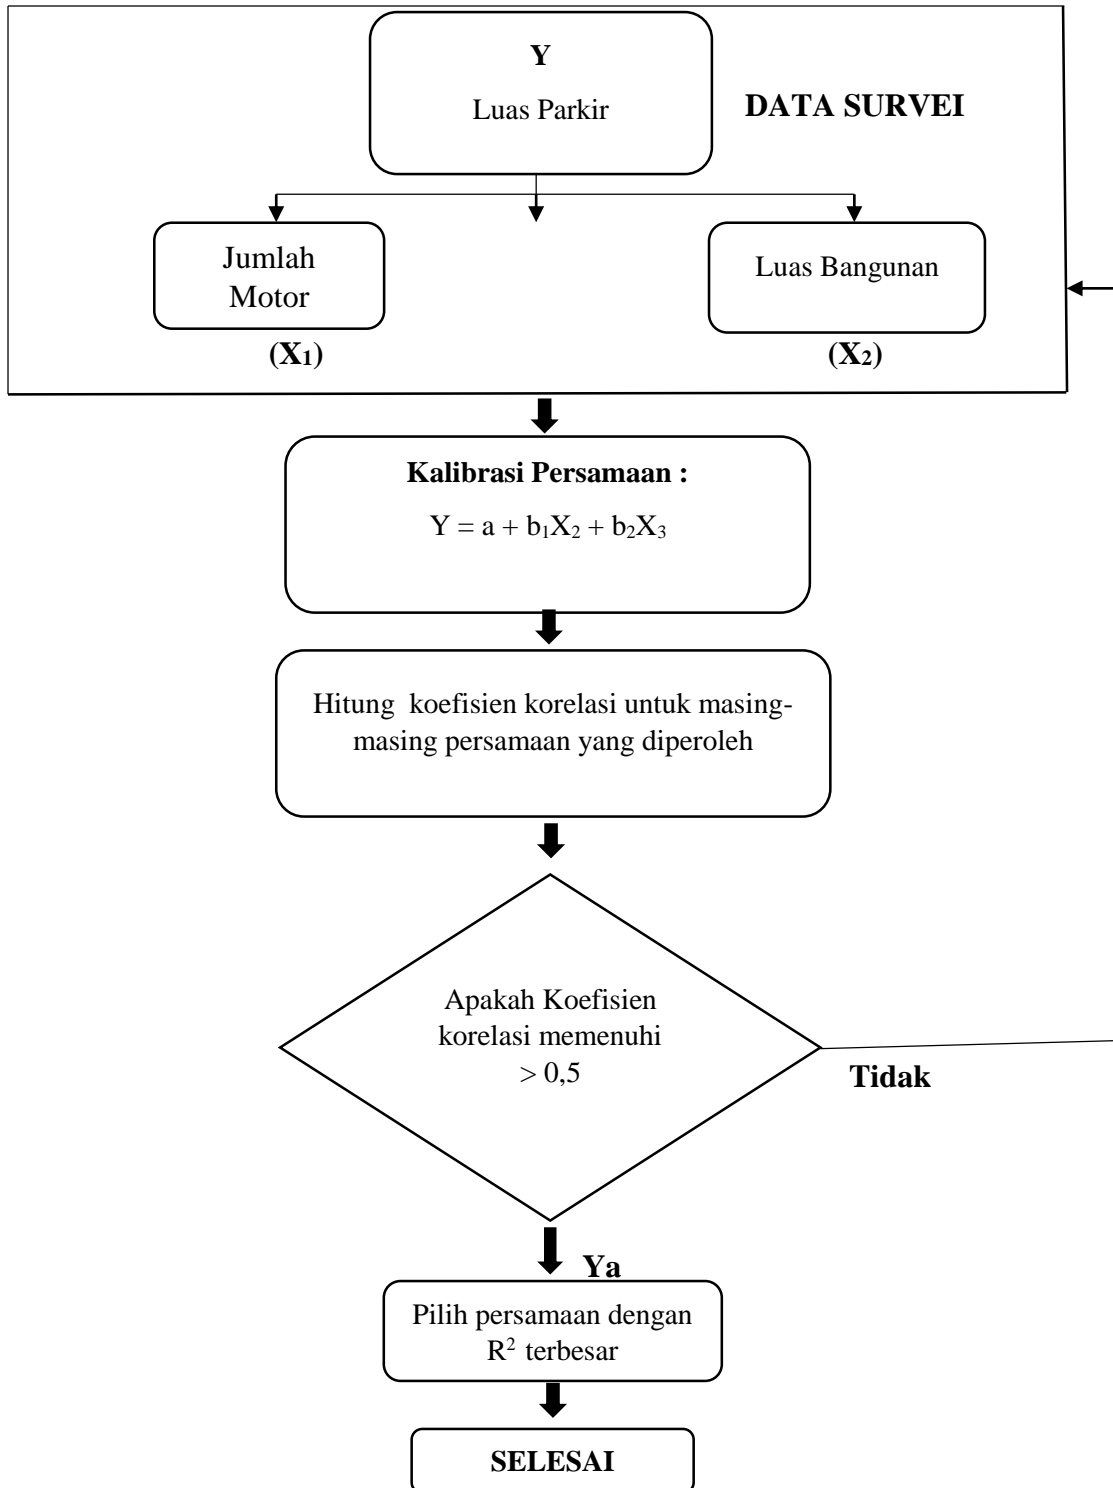 Y
Luas Parkir
DATA SURVEI
Jumlah
Motor
Luas Bangunan
(X₁)
(X₂)
Kalibrasi Persamaan :
Y = a + b₁X₂ + b₂X₃
Hitung koefisien korelasi untuk masing-
masing persamaan yang diperoleh
Apakah Koefisien
korelasi memenuhi
> 0,5
Tidak
Ya
Pilih persamaan dengan
R² terbesar
SELESAI